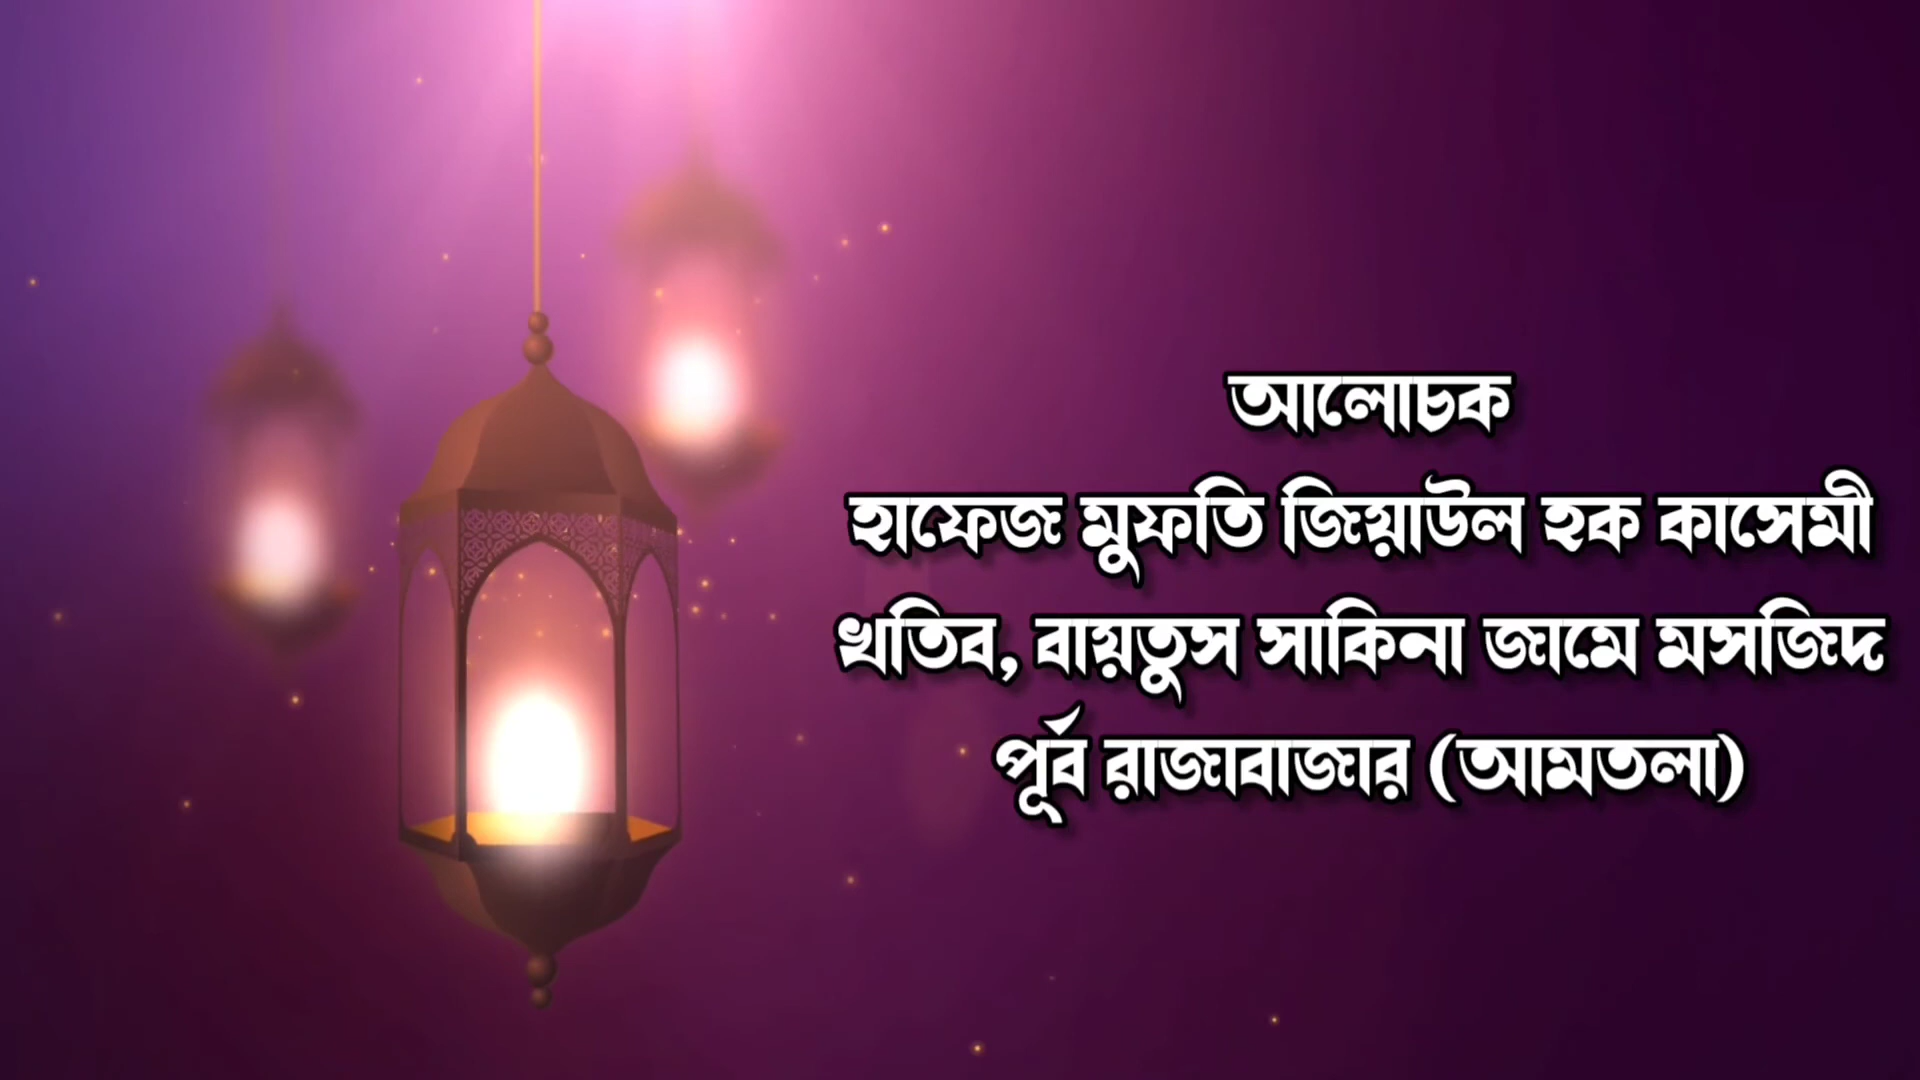 আলোচক
হাফেজ মুফতি জিয়াউল হক কাসেমী
খতিব, বায়তুস সাকিনা জামে মসজিদ
পূর্ব রাজাবাজার (আমতলা)